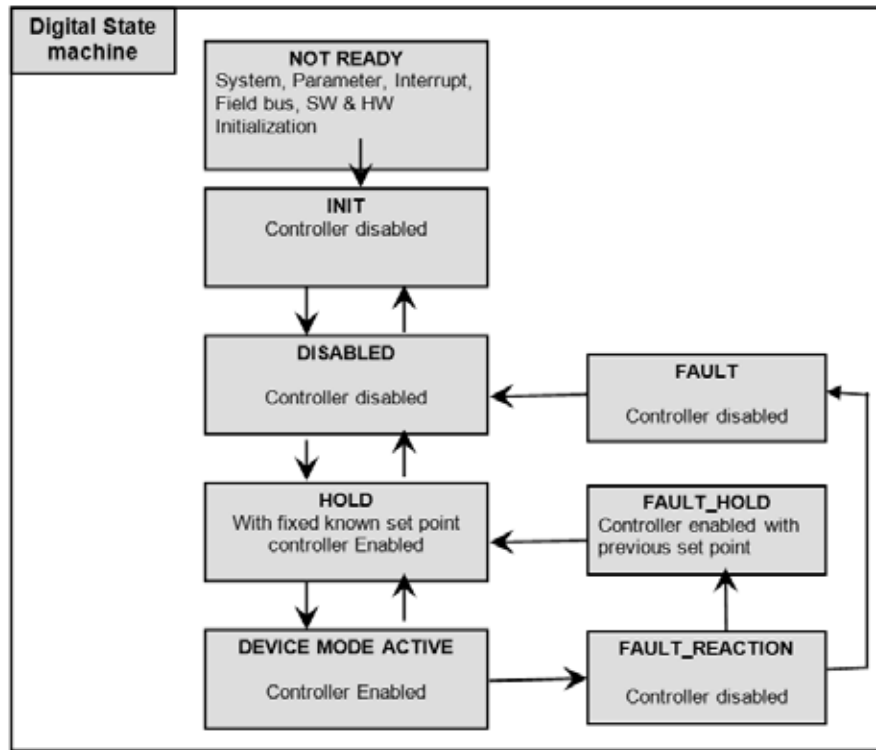 Digital State
machine
NOT READY
System, Parameter, Interrupt,
Field bus, SW & HW
Initialization
INIT
Controller disabled
DISABLED
Controller disabled
FAULT
Controller disabled
HOLD
With fixed known set point
controller Enabled
FAULT_HOLD
Controller enabled with
previous set point
DEVICE MODE ACTIVE
Controller Enabled
FAULT_REACTION
Controller disabled